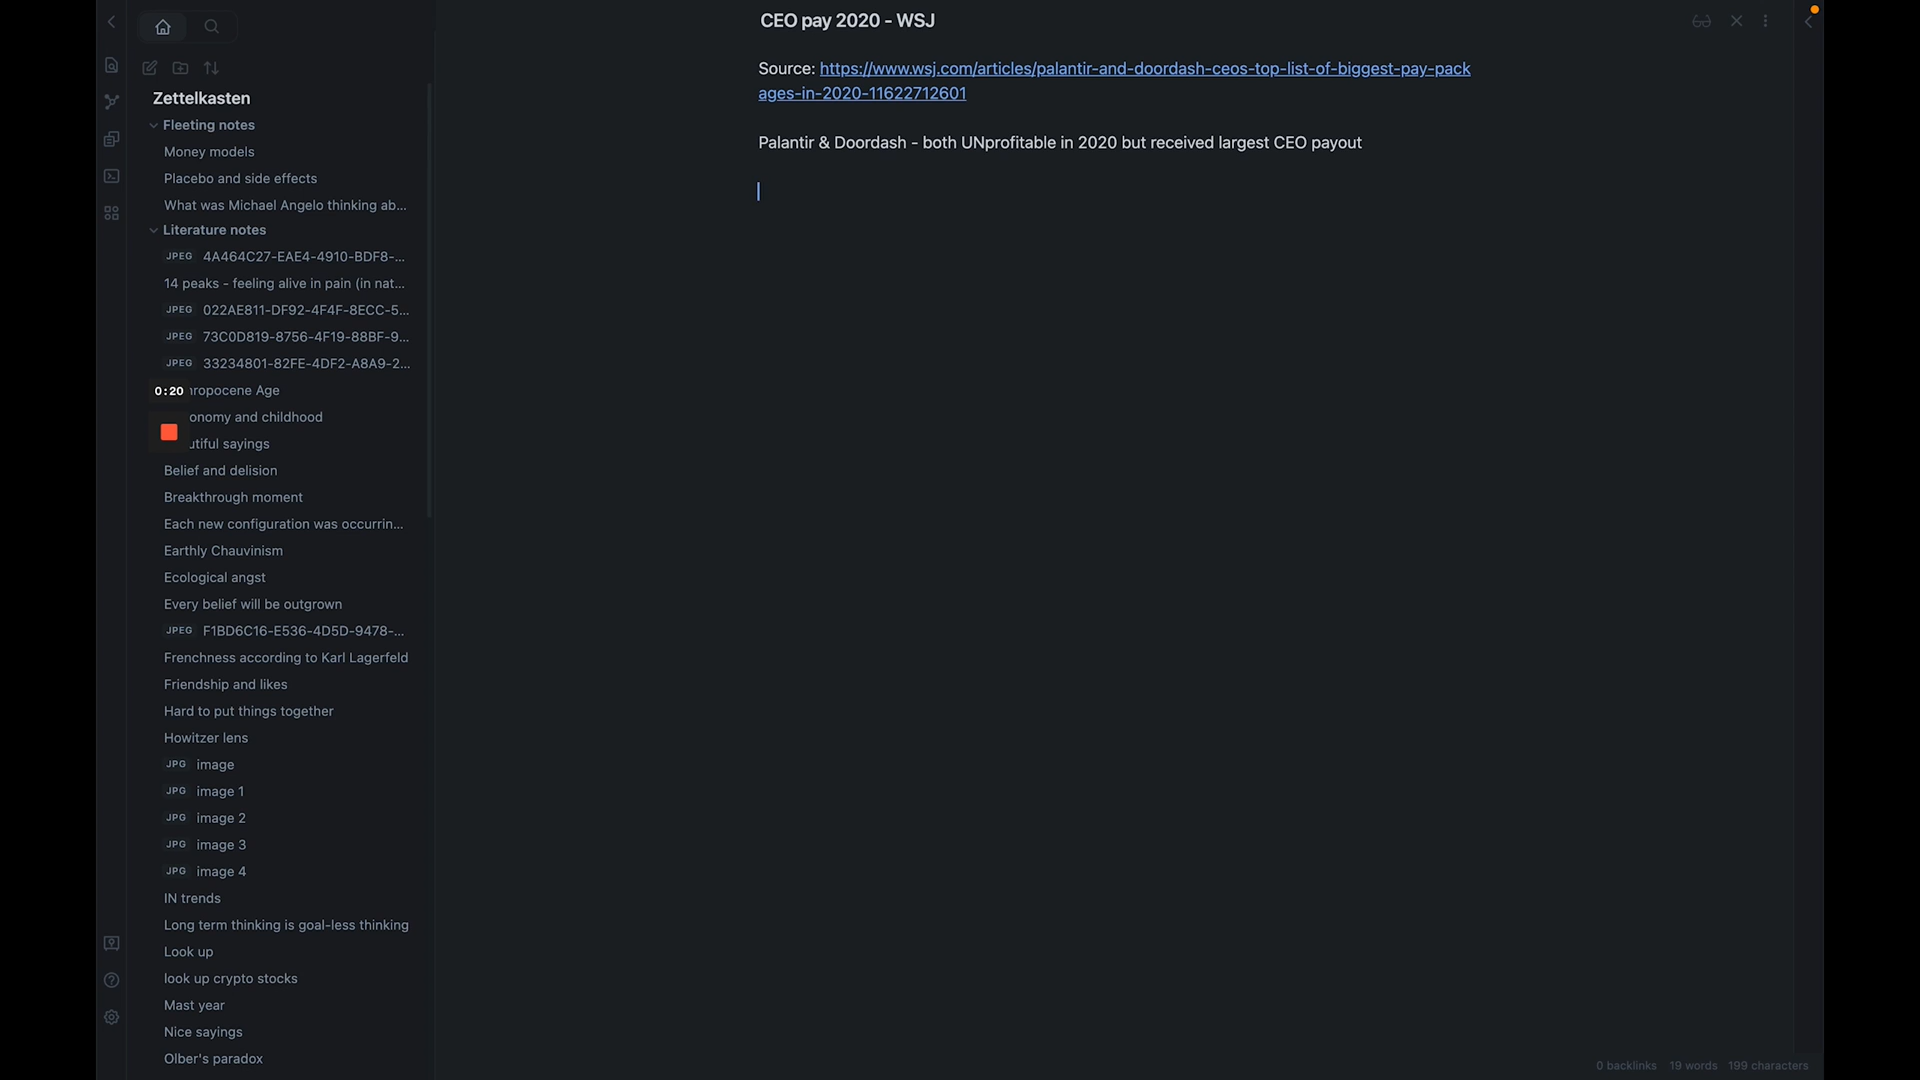 Zettelkasten
Fleeting notes
Money models
Placebo and side effects
What was Michael Angelo thinking ab...
Literature notes
JPEG 4A464C27-EAE4-4910-BDF8-...
14 peaks - feeling alive in pain (in nat...
JPEG 022AE811-DF92-4F4F-8ECC-5...
JPEG 73C0D819-8756-4F19-88BF-9...
JPEG 33234801-82FE-4DF2-A8A9-2...
0:20 hropocene Age
onomy and childhood
utiful sayings
Belief and delision
Breakthrough moment
Each new configuration was occurrin...
Earthly Chauvinism
Ecological angst
Every belief will be outgrown
JPEG F1BD6C16-E536-4D5D-9478-...
Frenchness according to Karl Lagerfeld
Friendship and likes
Hard to put things together
Howitzer lens
JPG image
JPG image 1
JPG image 2
JPG image 3
JPG image 4
IN trends
Long term thinking is goal-less thinking
Look up
look up crypto stocks
Mast year
Nice sayings
Olber's paradox
CEO pay 2020 - WSJ
Source: https://www.wsj.com/articles/palantir-and-doordash-ceos-top-list-of-biggest-pay-pack
ages-in-2020-11622712601
Palantir & Doordash - both UNprofitable in 2020 but received largest CEO payout
0 backlinks 19 words 199 characters